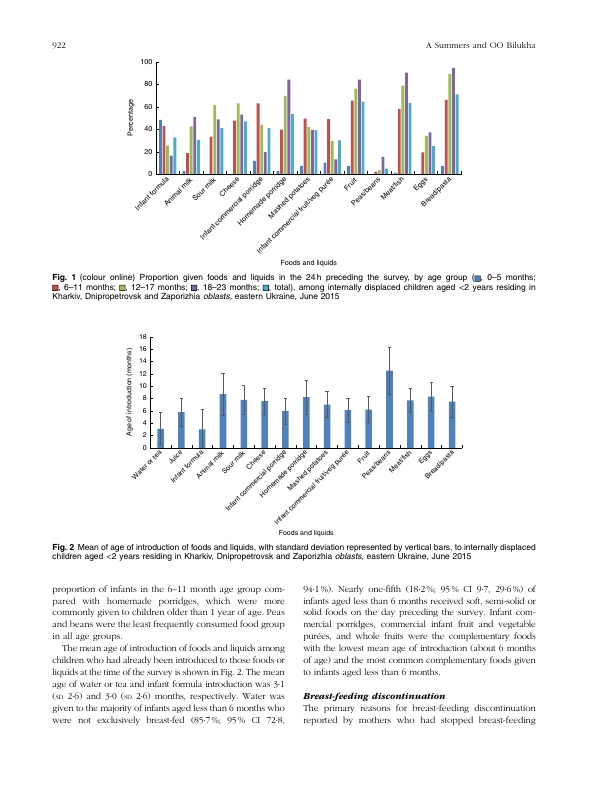 922
A Summers and OO Bilukha
100
80
60
40
20
0
Percentage
Infant formula
Animal milk
Sour milk
Cheese
Infant commercial porridge
Homemade porridge
Mashed potatoes
Infant commercial fruit/veg purée
Fruit
Peas/beans
Meat/fish
Eggs
Bread/pasta
Foods and liquids
Fig. 1 (colour online) Proportion given foods and liquids in the 24 h preceding the survey, by age group (, 0–5 months;
, 6–11 months; , 12–17 months; , 18–23 months; , total), among internally displaced children aged <2 years residing in
Kharkiv, Dnipropetrovsk and Zaporizhia oblasts, eastern Ukraine, June 2015
18
16
14
12
10
8
6
4
2
0
Age of introduction (months)
Water or tea
Juice
Infant formula
Animal milk
Sour milk
Cheese
Infant commercial porridge
Homemade porridge
Mashed potatoes
Infant commercial fruit/veg purée
Fruit
Peas/beans
Meat/fish
Eggs
Bread/pasta
Foods and liquids
Fig. 2 Mean of age of introduction of foods and liquids, with standard deviation represented by vertical bars, to internally displaced
children aged <2 years residing in Kharkiv, Dnipropetrovsk and Zaporizhia oblasts, eastern Ukraine, June 2015
proportion of infants in the 6–11 month age group com-
pared with homemade porridges, which were more
commonly given to children older than 1 year of age. Peas
and beans were the least frequently consumed food group
in all age groups.
The mean age of introduction of foods and liquids among
children who had already been introduced to those foods or
liquids at the time of the survey is shown in Fig. 2. The mean
age of water or tea and infant formula introduction was 3·1
(SD 2·6) and 3·0 (SD 2·6) months, respectively. Water was
given to the majority of infants aged less than 6 months who
were not exclusively breast-fed (85·7 %; 95 % CI 72·8,
94·1 %). Nearly one-fifth (18·2 %; 95 % CI 9·7, 29·6 %) of
infants aged less than 6 months received soft, semi-solid or
solid foods on the day preceding the survey. Infant com-
mercial porridges, commercial infant fruit and vegetable
purées, and whole fruits were the complementary foods
with the lowest mean age of introduction (about 6 months
of age) and the most common complementary foods given
to infants aged less than 6 months.
Breast-feeding discontinuation
The primary reasons for breast-feeding discontinuation
reported by mothers who had stopped breast-feeding